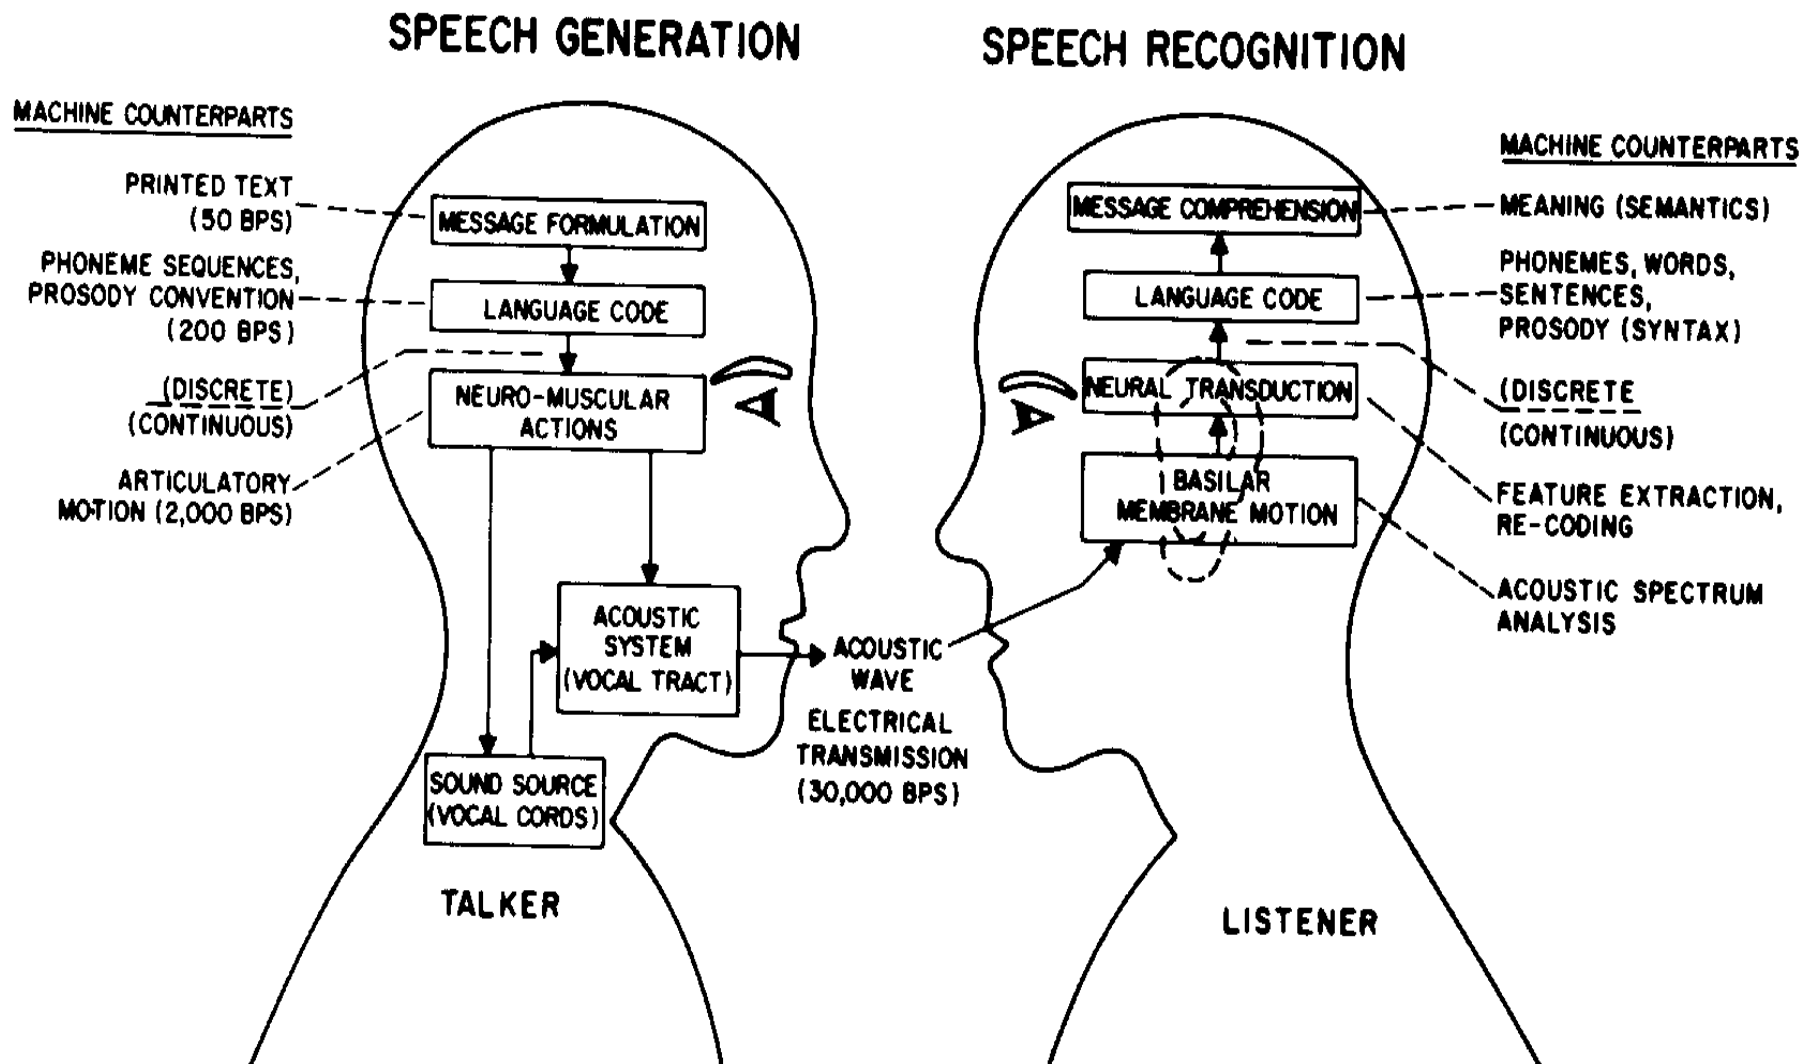 SPEECH GENERATION
SPEECH RECOGNITION
MACHINE COUNTERPARTS
PRINTED TEXT
(50 BPS)
PHONEME SEQUENCES,
PROSODY CONVENTION
(200 BPS)
(DISCRETE)
(CONTINUOUS)
ARTICULATORY
MOTION (2,000 BPS)
MESSAGE FORMULATION
LANGUAGE CODE
NEURO-MUSCULAR
ACTIONS
ACOUSTIC
SYSTEM
(VOCAL TRACT)
SOUND SOURCE
(VOCAL CORDS)
TALKER
ACOUSTIC
WAVE
ELECTRICAL
TRANSMISSION
(30,000 BPS)
MESSAGE COMPREHENSION
LANGUAGE CODE
NEURAL TRANSDUCTION
BASILAR
MEMBRANE MOTION
LISTENER
MACHINE COUNTERPARTS
MEANING (SEMANTICS)
PHONEMES, WORDS,
SENTENCES,
PROSODY (SYNTAX)
(DISCRETE
(CONTINUOUS)
FEATURE EXTRACTION,
RE-CODING
ACOUSTIC SPECTRUM
ANALYSIS